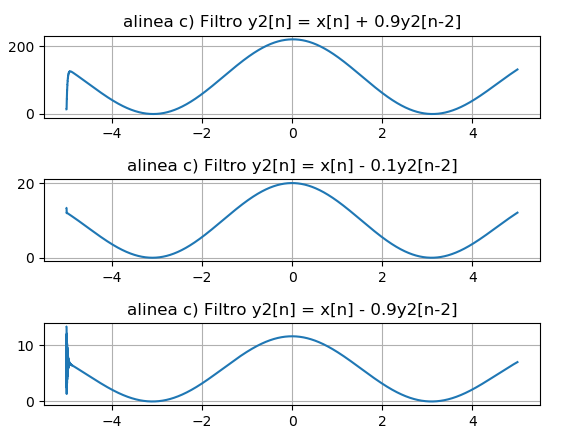 alinea c) Filtro y2[n] = x[n] + 0.9y2[n-2]
200
0
−4 −2 0 2 4
alinea c) Filtro y2[n] = x[n] - 0.1y2[n-2]
20
0
−4 −2 0 2 4
alinea c) Filtro y2[n] = x[n] - 0.9y2[n-2]
10
0
−4 −2 0 2 4